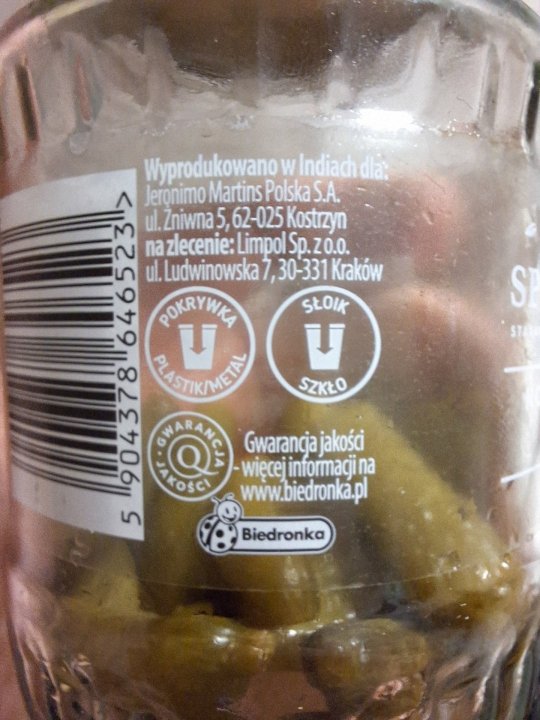 Wyprodukowano w Indiach dla:
Jeronimo Martins Polska S.A.
ul. Żniwna 5, 62-025 Kostrzyn
na zlecenie: Limpol Sp. z o.o.
ul. Ludwinowska 7, 30-331 Kraków
POKRYWKA
PLASTIK/METAL
SŁOIK
SZKŁO
GWARANCJA
Q
JAKOŚCI
Gwarancja jakości
- więcej informacji na
www.biedronka.pl
Biedronka
5 904378 646523 >